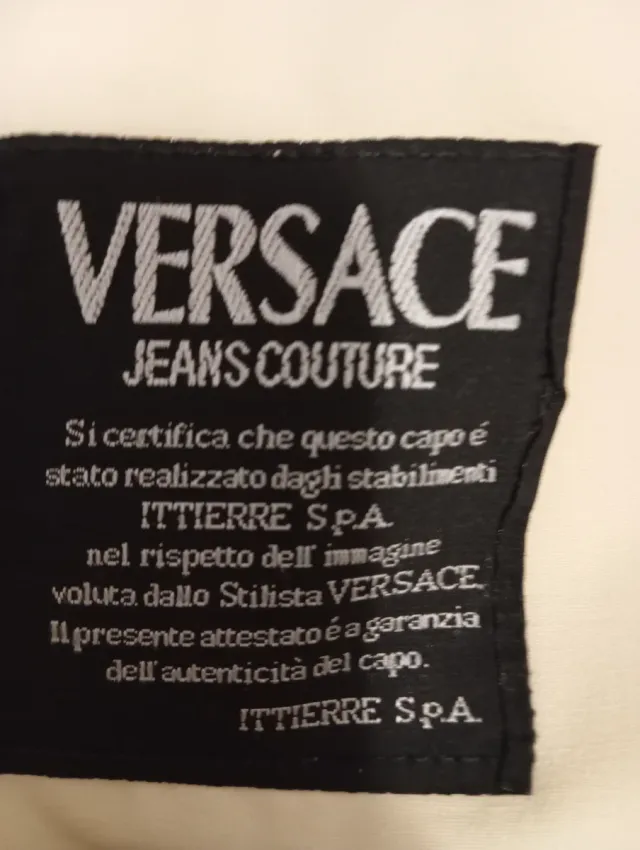 VERSACE
JEANS COUTURE
Si certifica che questo capo é
stato realizzato dagli stabilimenti
ITTIERRE S.p.A.
nel rispetto dell' immagine
voluta dallo Stilista VERSACE.
Il presente attestato é a garanzia
dell'autenticità del capo.
ITTIERRE S.p.A.